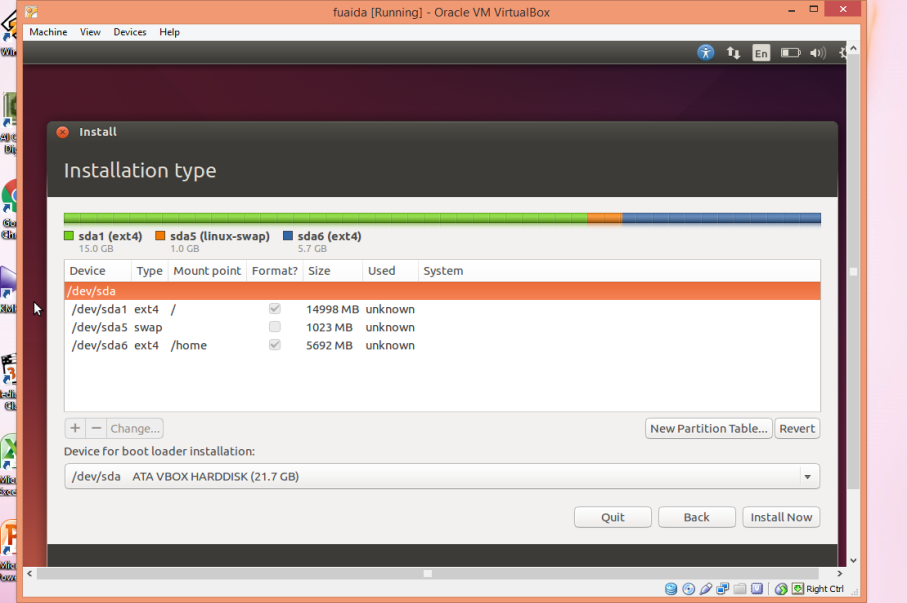 fuaida [Running] - Oracle VM VirtualBox
Machine View Devices Help
En
Install
Installation type
sda1 (ext4) sda5 (linux-swap) sda6 (ext4)
15.0 GB 1.0 GB 5.7 GB
Device Type Mount point Format? Size Used System
/dev/sda
/dev/sda1 ext4 / 14998 MB unknown
/dev/sda5 swap 1023 MB unknown
/dev/sda6 ext4 /home 5692 MB unknown
+ − Change... New Partition Table... Revert
Device for boot loader installation:
/dev/sda ATA VBOX HARDDISK (21.7 GB)
Quit Back Install Now
Right Ctrl